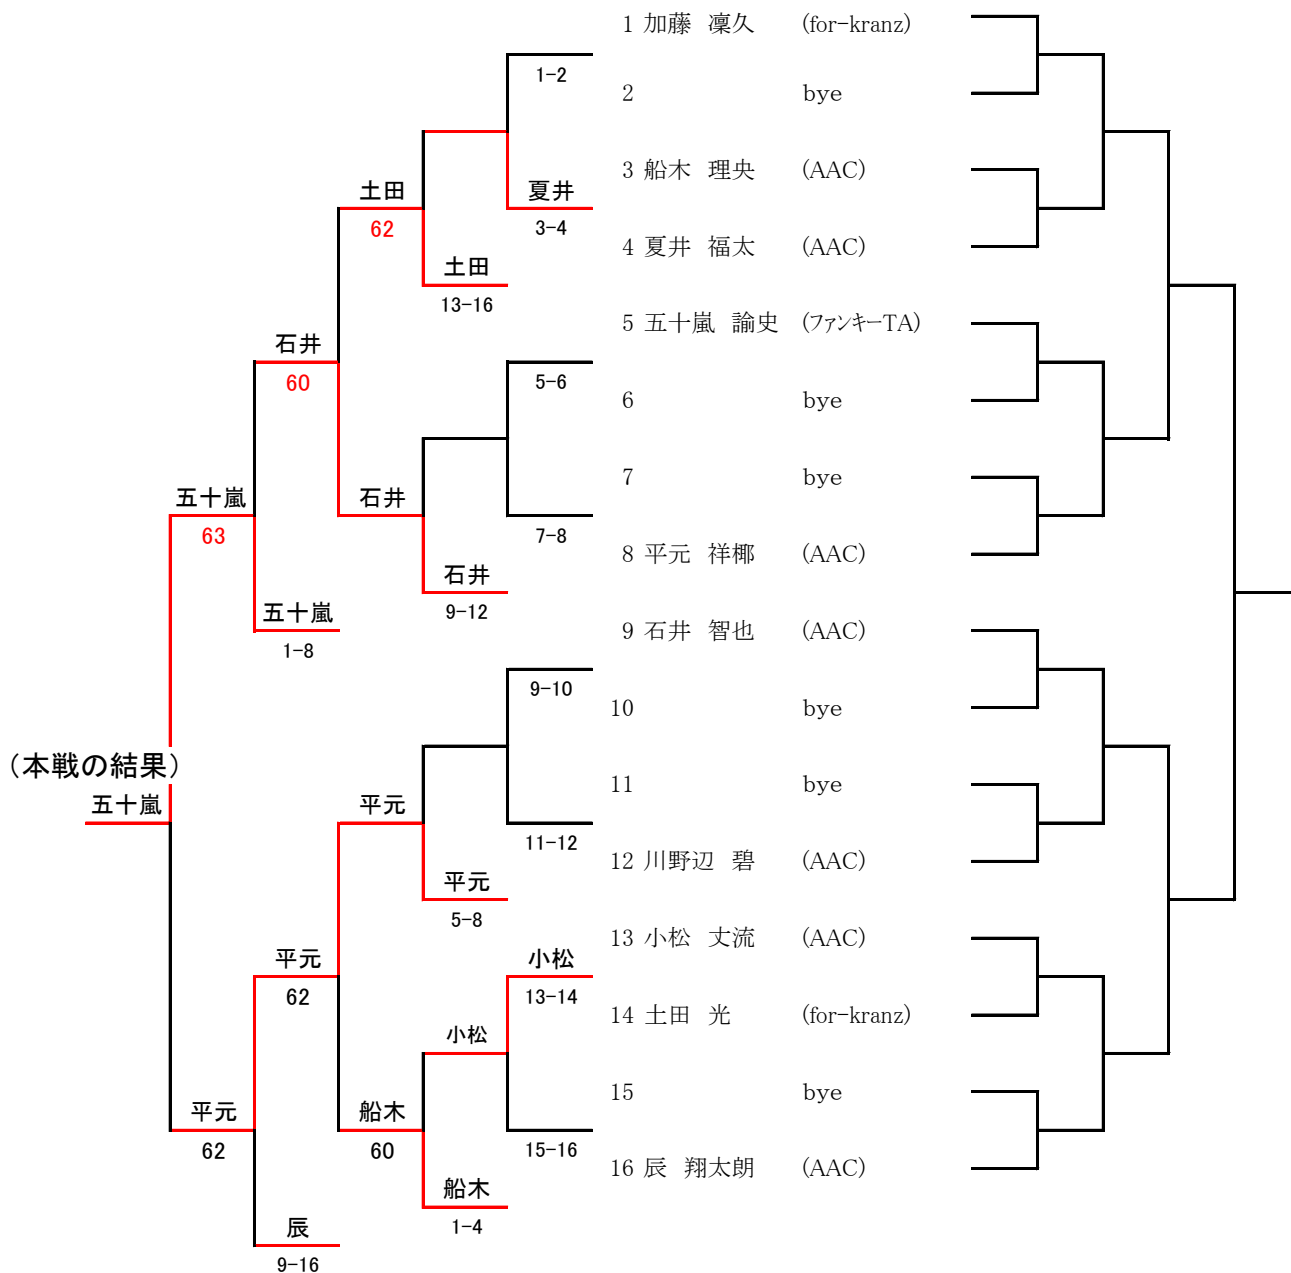 1 加藤 凜久 (for-kranz)
1-2
2 bye
3 船木 理央 (AAC)
土田 夏井
62 3-4
4 夏井 福太 (AAC)
土田
13-16
5 五十嵐 諭史 (ファンキーTA)
石井
60 5-6
6 bye
7 bye
五十嵐 石井
63 7-8
8 平元 祥椰 (AAC)
石井
9-12
五十嵐
1-8
9 石井 智也 (AAC)
9-10
10 bye
(本戦の結果)
11 bye
五十嵐 平元
11-12
12 川野辺 碧 (AAC)
平元
5-8
13 小松 丈流 (AAC)
平元 小松
62 13-14
14 土田 光 (for-kranz)
小松
15 bye
平元 船木
62 60 15-16
16 辰 翔太朗 (AAC)
船木
1-4
辰
9-16